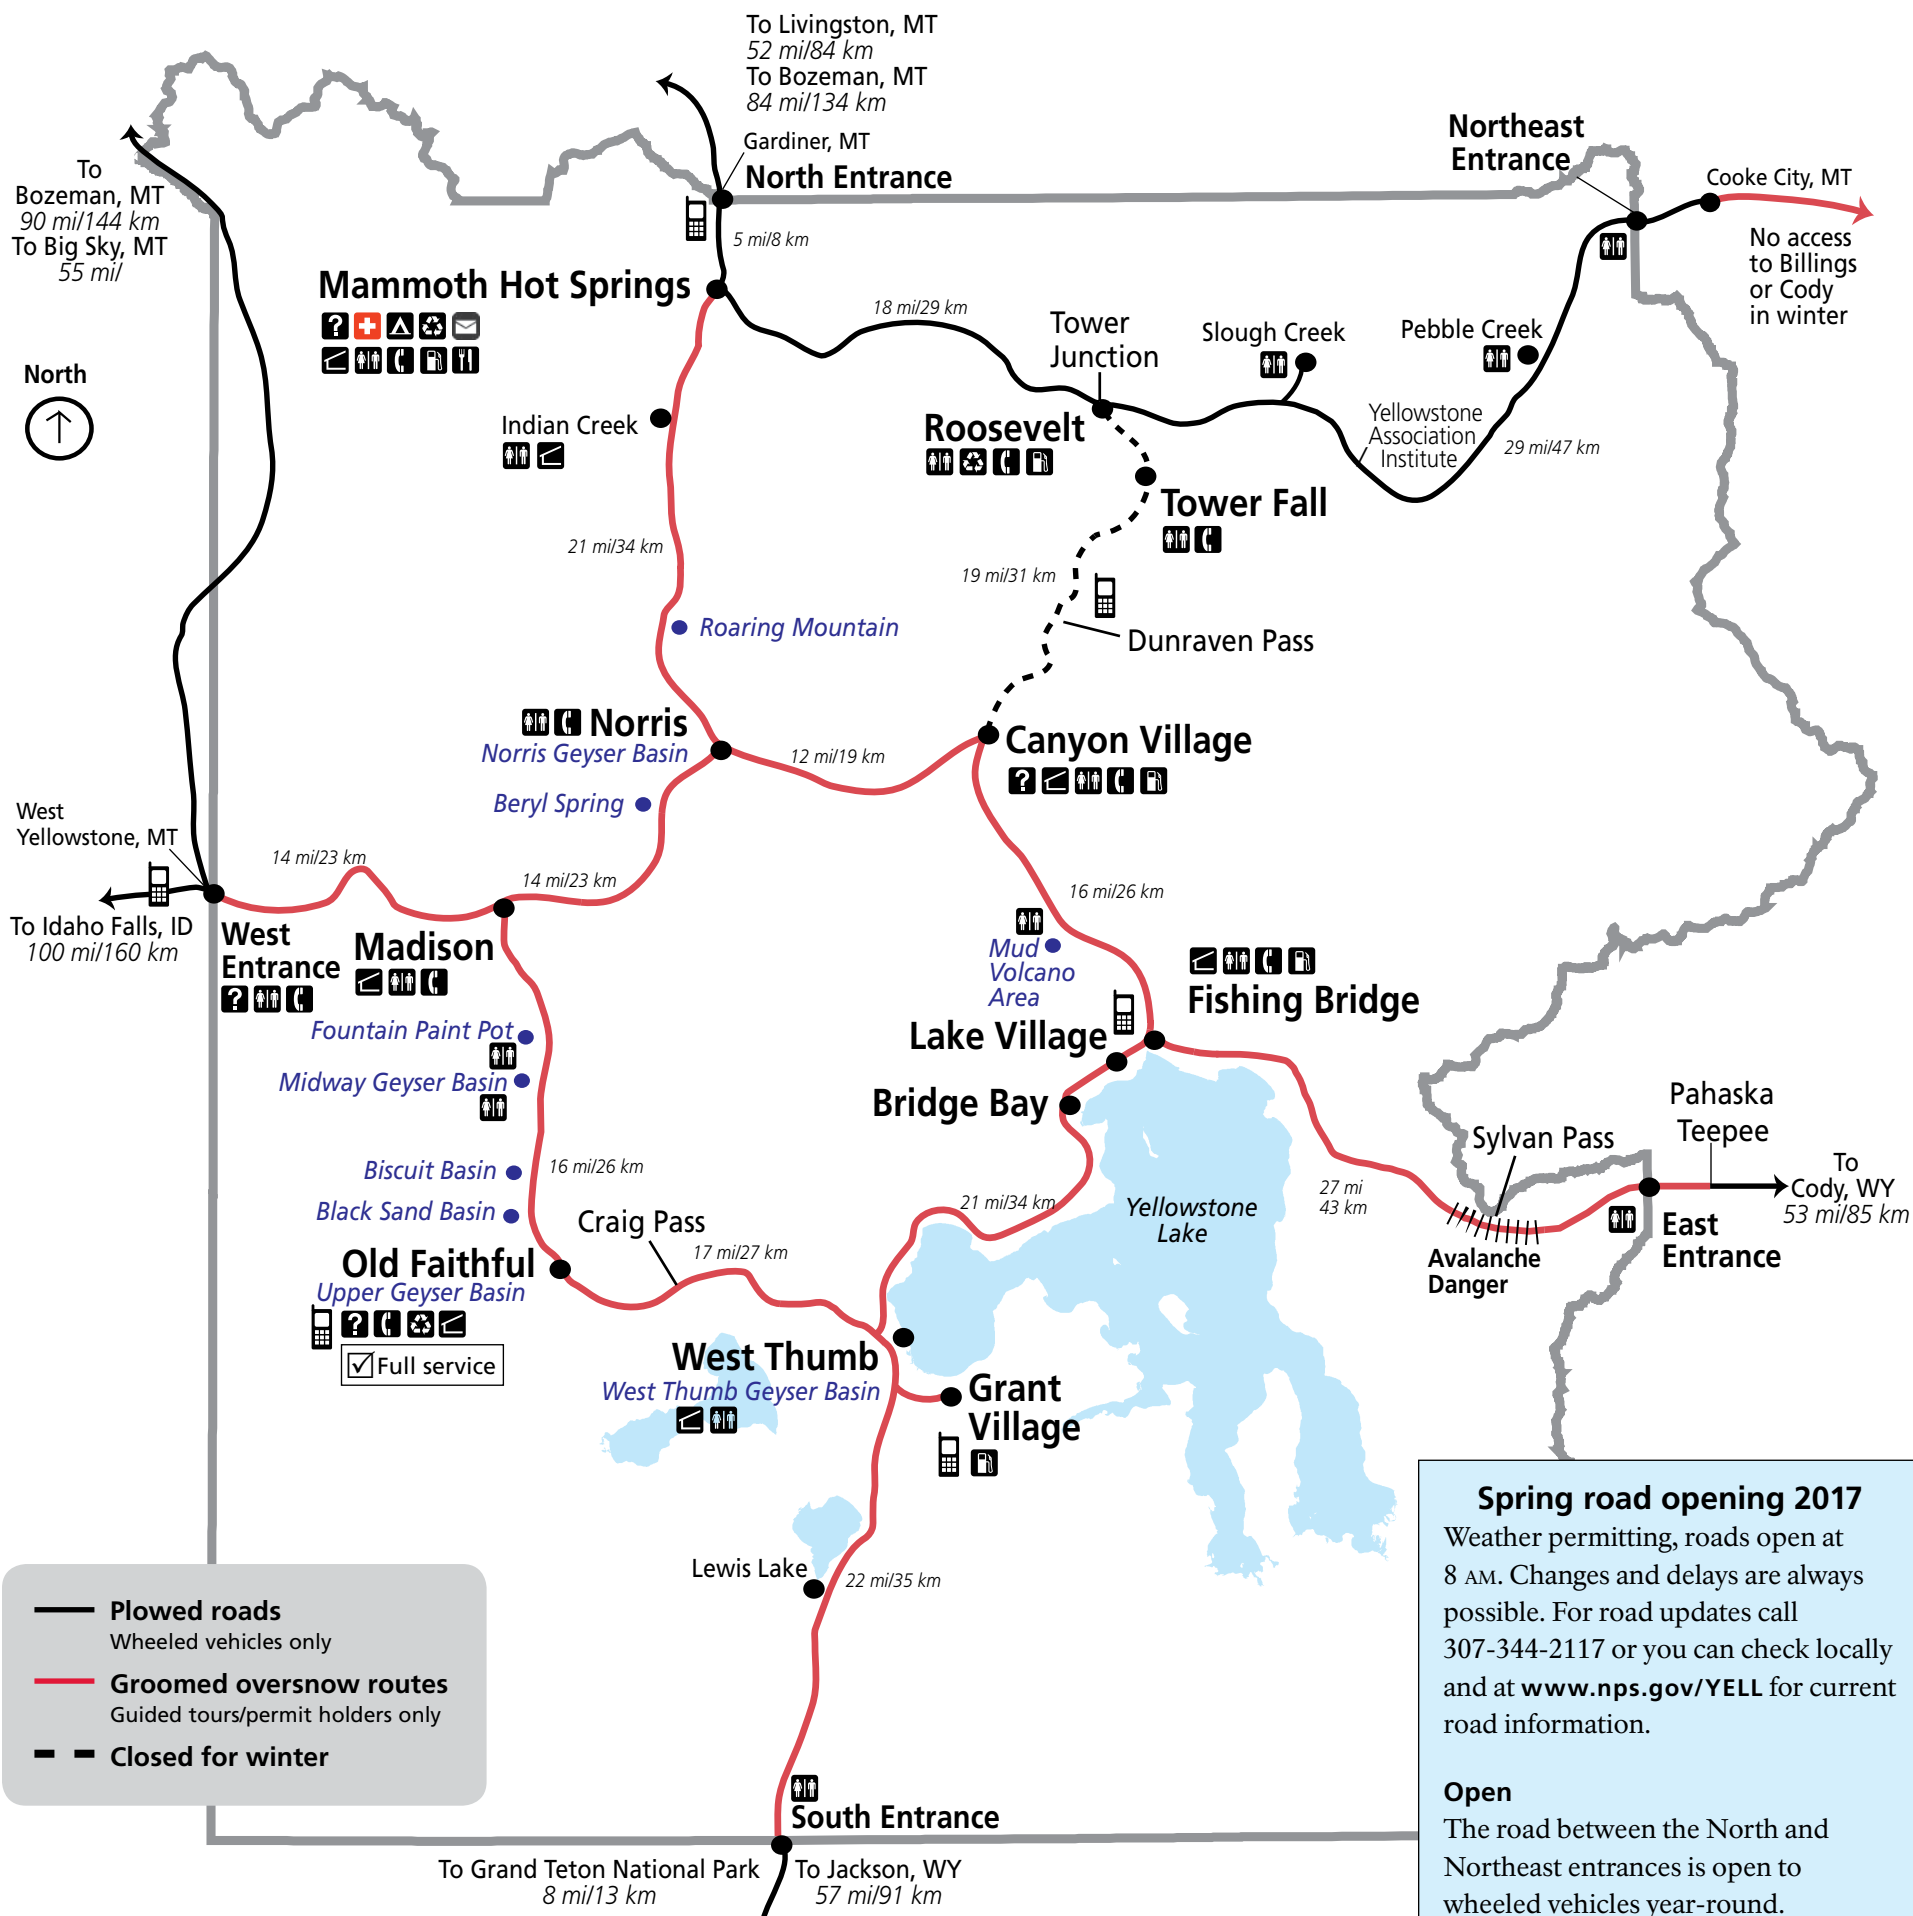 To Livingston, MT
52 mi/84 km
To Bozeman, MT
84 mi/134 km
Gardiner, MT
North Entrance
5 mi/8 km
Northeast
Entrance
Cooke City, MT
No access
to Billings
or Cody
in winter
To
Bozeman, MT
90 mi/144 km
To Big Sky, MT
55 mi/
North
Mammoth Hot Springs
18 mi/29 km
Tower
Junction
Slough Creek
Pebble Creek
Indian Creek
Roosevelt
Yellowstone
Association
Institute
29 mi/47 km
Tower Fall
21 mi/34 km
19 mi/31 km
Roaring Mountain
Dunraven Pass
Norris
Norris Geyser Basin
12 mi/19 km
Canyon Village
Beryl Spring
West
Yellowstone, MT
14 mi/23 km
14 mi/23 km
16 mi/26 km
To Idaho Falls, ID
100 mi/160 km
West
Entrance
Madison
Mud
Volcano
Area
Fishing Bridge
Fountain Paint Pot
Lake Village
Midway Geyser Basin
Bridge Bay
Pahaska
Teepee
Sylvan Pass
To
Cody, WY
53 mi/85 km
Biscuit Basin
16 mi/26 km
Black Sand Basin
Craig Pass
21 mi/34 km
Yellowstone
Lake
27 mi
43 km
East
Entrance
Avalanche
Danger
Old Faithful
Upper Geyser Basin
17 mi/27 km
Full service
West Thumb
West Thumb Geyser Basin
Grant
Village
Lewis Lake
22 mi/35 km
South Entrance
To Grand Teton National Park
8 mi/13 km
To Jackson, WY
57 mi/91 km
Plowed roads
Wheeled vehicles only
Groomed oversnow routes
Guided tours/permit holders only
Closed for winter
Spring road opening 2017
Weather permitting, roads open at
8 AM. Changes and delays are always
possible. For road updates call
307-344-2117 or you can check locally
and at www.nps.gov/YELL for current
road information.
Open
The road between the North and
Northeast entrances is open to
wheeled vehicles year-round.